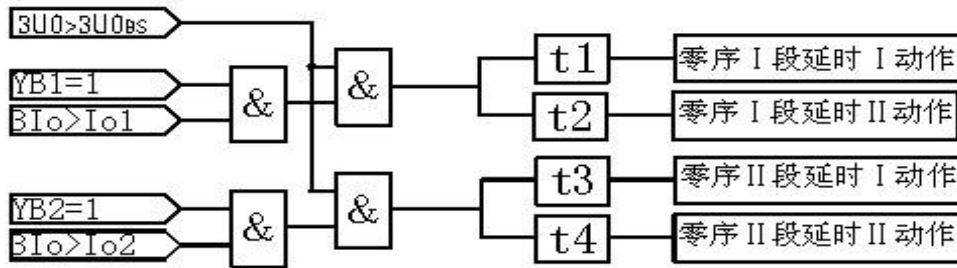 3U0>3U0BS
YB1=1
3Io>Io1
&
&
t1
零序Ⅰ段延时Ⅰ动作
t2
零序Ⅰ段延时II动作
YB2=1
3Io>Io2
&
&
t3
零序II段延时Ⅰ动作
t4
零序II段延时II动作